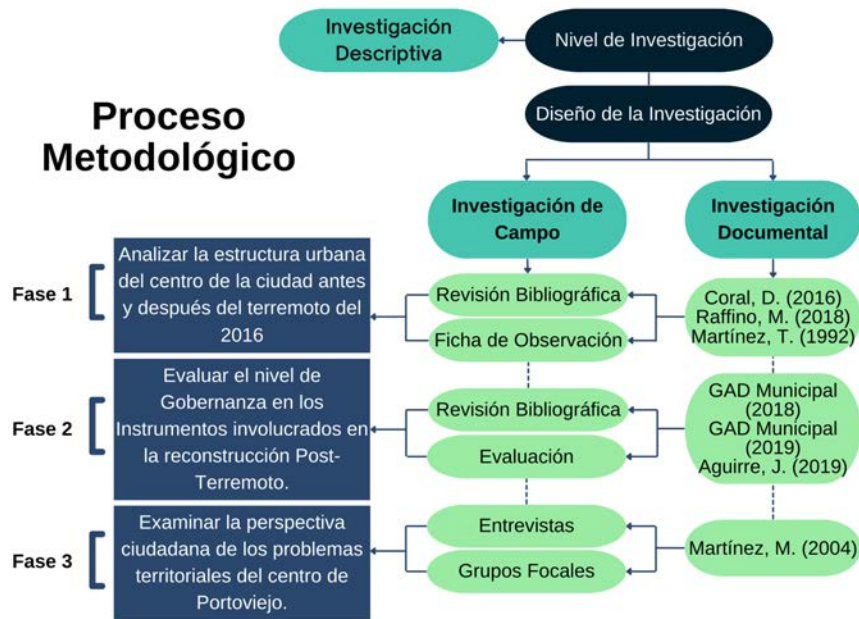 Investigación
Descriptiva
Nivel de Investigación
Diseño de la Investigación
Proceso
Metodológico
Investigación de
Campo
Investigación
Documental
Fase 1
Analizar la estructura urbana
del centro de la ciudad antes
y después del terremoto del
2016
Revisión Bibliográfica
Ficha de Observación
Coral, D. (2016)
Raffino, M. (2018)
Martínez, T. (1992)
Fase 2
Evaluar el nivel de
Gobernanza en los
Instrumentos involucrados en
la reconstrucción Post-
Terremoto.
Revisión Bibliográfica
Evaluación
GAD Municipal
(2018)
GAD Municipal
(2019)
Aguirre, J. (2019)
Fase 3
Examinar la perspectiva
ciudadana de los problemas
territoriales del centro de
Portoviejo.
Entrevistas
Grupos Focales
Martínez, M. (2004)